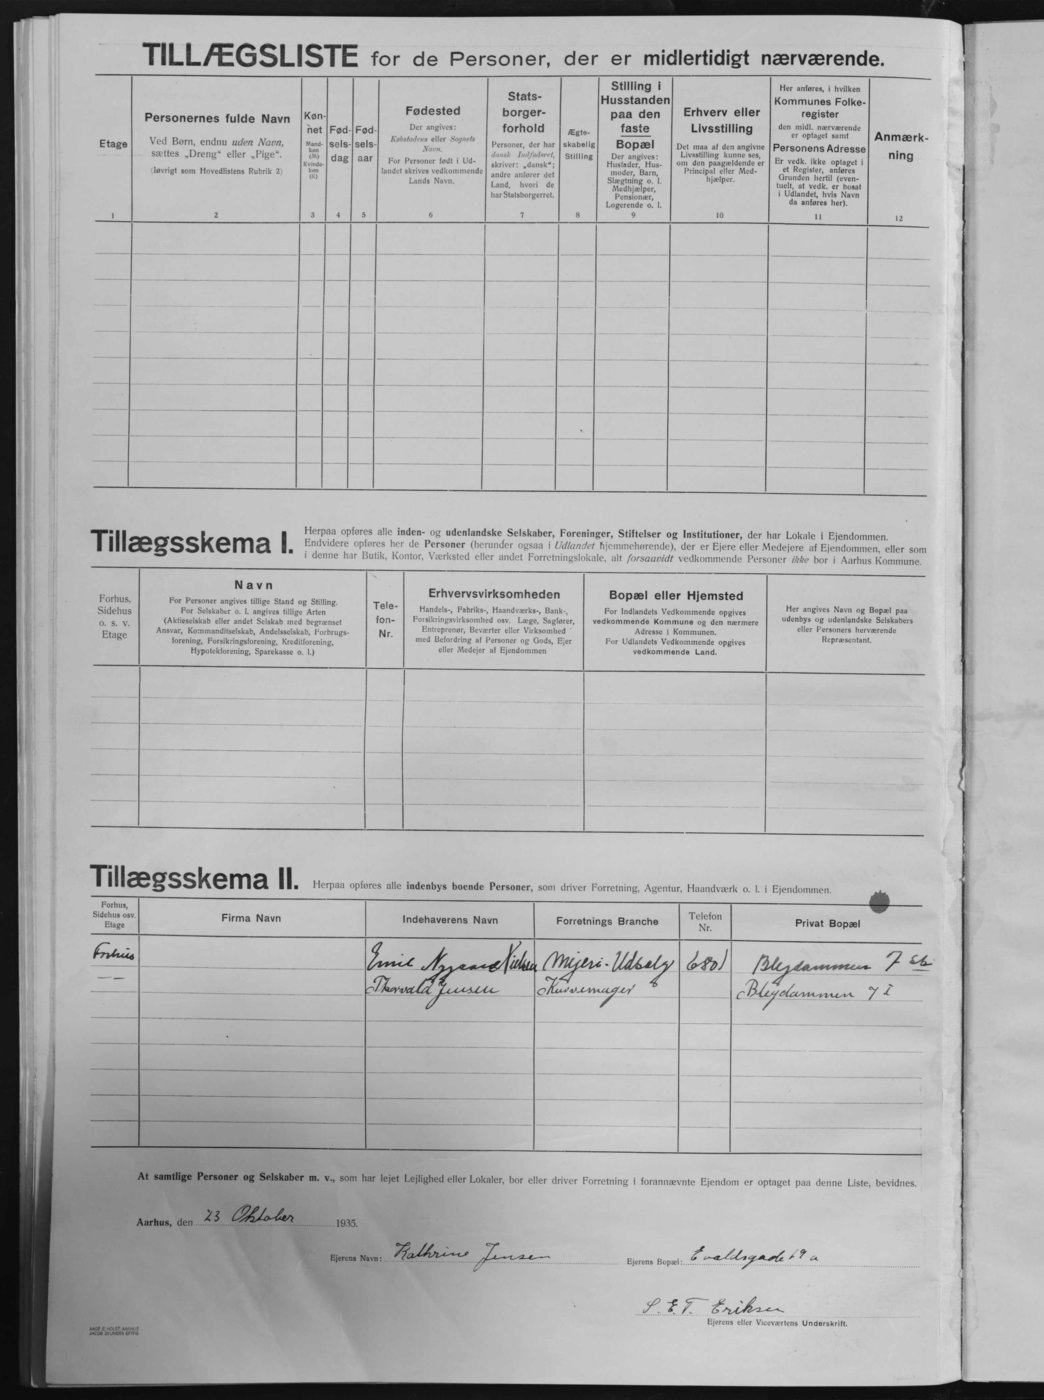 TILLÆGSLISTE for de Personer, der er midlertidigt nærværende.
Etage
1
Personernes fulde Navn
Ved Børn, endnu uden Navn,
sættes „Dreng“ eller „Pige“.
(løvrigt som Hovedlistens Rubrik 2)
2
Køn-
net
Mand-
køn
(M)
Kvinde-
køn
(K)
3
Fød-
sels-
dag
4
Fød-
sels-
aar
5
Fødested
Der angives:
Købstadens eller Sognets
Navn.
For Personer født i Ud-
landet skrives vedkommende
Lands Navn.
6
Stats-
borger-
forhold
Personer, der har
dansk Indfødsret,
skriver: „dansk“;
andre anfører det
Land, hvori de
har Statsborgerret.
7
Ægte-
skabelig
Stilling
8
Stilling i
Husstanden
paa den
faste
Bopæl
Der angives:
Husfader, Hus-
moder, Barn,
Slægtning o. l.
Medhjælper,
Pensionær,
Logerende o. l.
9
Erhverv eller
Livsstilling
Det maa af den angivne
Livsstilling kunne ses,
om den paagældende er
Principal eller Med-
hjælper.
10
Her anføres, i hvilken
Kommunes Folke-
register
den midl. nærværende
er optaget samt
Personens Adresse
Er vedk. ikke optaget i
et Register, anføres
Grunden hertil (even-
tuelt, at vedk. er bosat
i Udlandet, hvis Navn
da anføres her).
11
Anmærk-
ning
12
Tillægsskema I.
Herpaa opføres alle inden- og udenlandske Selskaber, Foreninger, Stiftelser og Institutioner, der har Lokale i Ejendommen.
Endvidere opføres her de Personer (herunder ogsaa i Udlandet hjemmehørende), der er Ejere eller Medejere af Ejendommen, eller som
i denne har Butik, Kontor, Værksted eller andet Forretningslokale, alt forsaavidt vedkommende Personer ikke bor i Aarhus Kommune.
Forhus,
Sidehus
o. s. v.
Etage
Navn
For Personer angives tillige Stand og Stilling.
For Selskaber o. l. angives tillige Arten
(Aktieselskab eller andet Selskab med begrænset
Ansvar, Kommanditselskab, Andelsselskab, Forbrugs-
forening, Forsikringsforening, Kreditforening,
Hypotekforening, Sparekasse o. l.)
Tele-
fon-
Nr.
Erhvervsvirksomheden
Handels-, Fabriks-, Haandværks-, Bank-,
Forsikringsvirksomhed osv. Læge, Sagfører,
Entreprenør, Beværter eller Virksomhed
med Befordring af Personer og Gods, Ejer
eller Medejer af Ejendommen
Bopæl eller Hjemsted
For Indlandets Vedkommende opgives
vedkommende Kommune og den nærmere
Adresse i Kommunen.
For Udlandets Vedkommende opgives
vedkommende Land.
Her angives Navn og Bopæl paa
udenbys og udenlandske Selskabers
eller Personers herværende
Repræsentant.
Tillægsskema II.
Herpaa opføres alle indenbys boende Personer, som driver Forretning, Agentur, Haandværk o. l. i Ejendommen.
Forhus,
Sidehus osv.
Etage
Firma Navn
Indehaverens Navn
Forretnings Branche
Telefon
Nr.
Privat Bopæl
Forhus Emil Nygaard Nielsen Mejeri-Udsalg 6801 Blegdammen 7 st.
— — Thorvald Jensen Kurvemager Blegdammen 7 I
At samtlige Personer og Selskaber m. v., som har lejet Lejlighed eller Lokaler, bor eller driver Forretning i forannævnte Ejendom er optaget paa denne Liste, bevidnes.
Aarhus, den 23 Oktober 1935.
Ejerens Navn: Kathrine Jensen Ejerens Bopæl: Evaldsgade 69 a
S. E. T. Eriksen
Ejerens eller Viceværtens Underskrift.